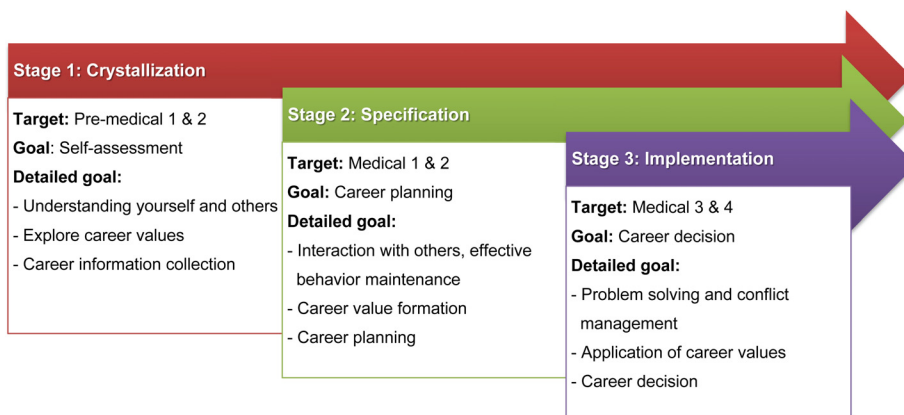 Stage 1: Crystallization
Target: Pre-medical 1 & 2
Goal: Self-assessment
Detailed goal:
- Understanding yourself and others
- Explore career values
- Career information collection
Stage 2: Specification
Target: Medical 1 & 2
Goal: Career planning
Detailed goal:
- Interaction with others, effective
behavior maintenance
- Career value formation
- Career planning
Stage 3: Implementation
Target: Medical 3 & 4
Goal: Career decision
Detailed goal:
- Problem solving and conflict
management
- Application of career values
- Career decision